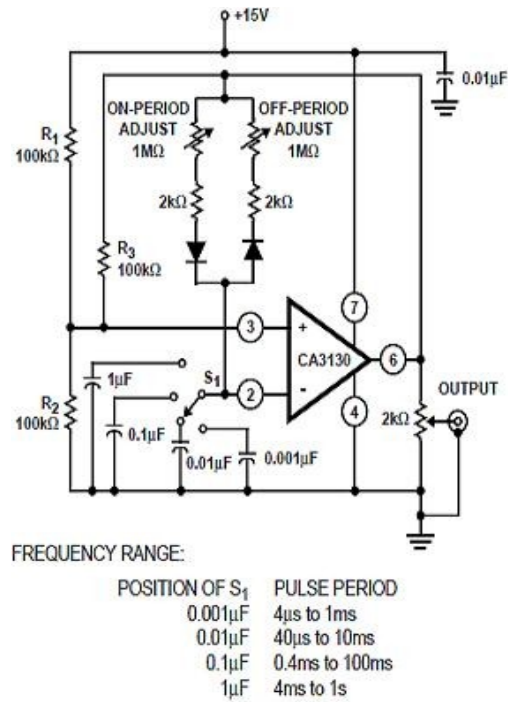 +15V
0.01µF
ON-PERIOD
ADJUST
1MΩ
OFF-PERIOD
ADJUST
1MΩ
R1
100kΩ
2kΩ
2kΩ
R3
100kΩ
7
3
+
CA3130
6
S1
2
-
4
OUTPUT
1µF
R2
100kΩ
0.1µF
0.01µF
0.001µF
2kΩ
FREQUENCY RANGE:
POSITION OF S1 PULSE PERIOD
0.001µF 4µs to 1ms
0.01µF 40µs to 10ms
0.1µF 0.4ms to 100ms
1µF 4ms to 1s